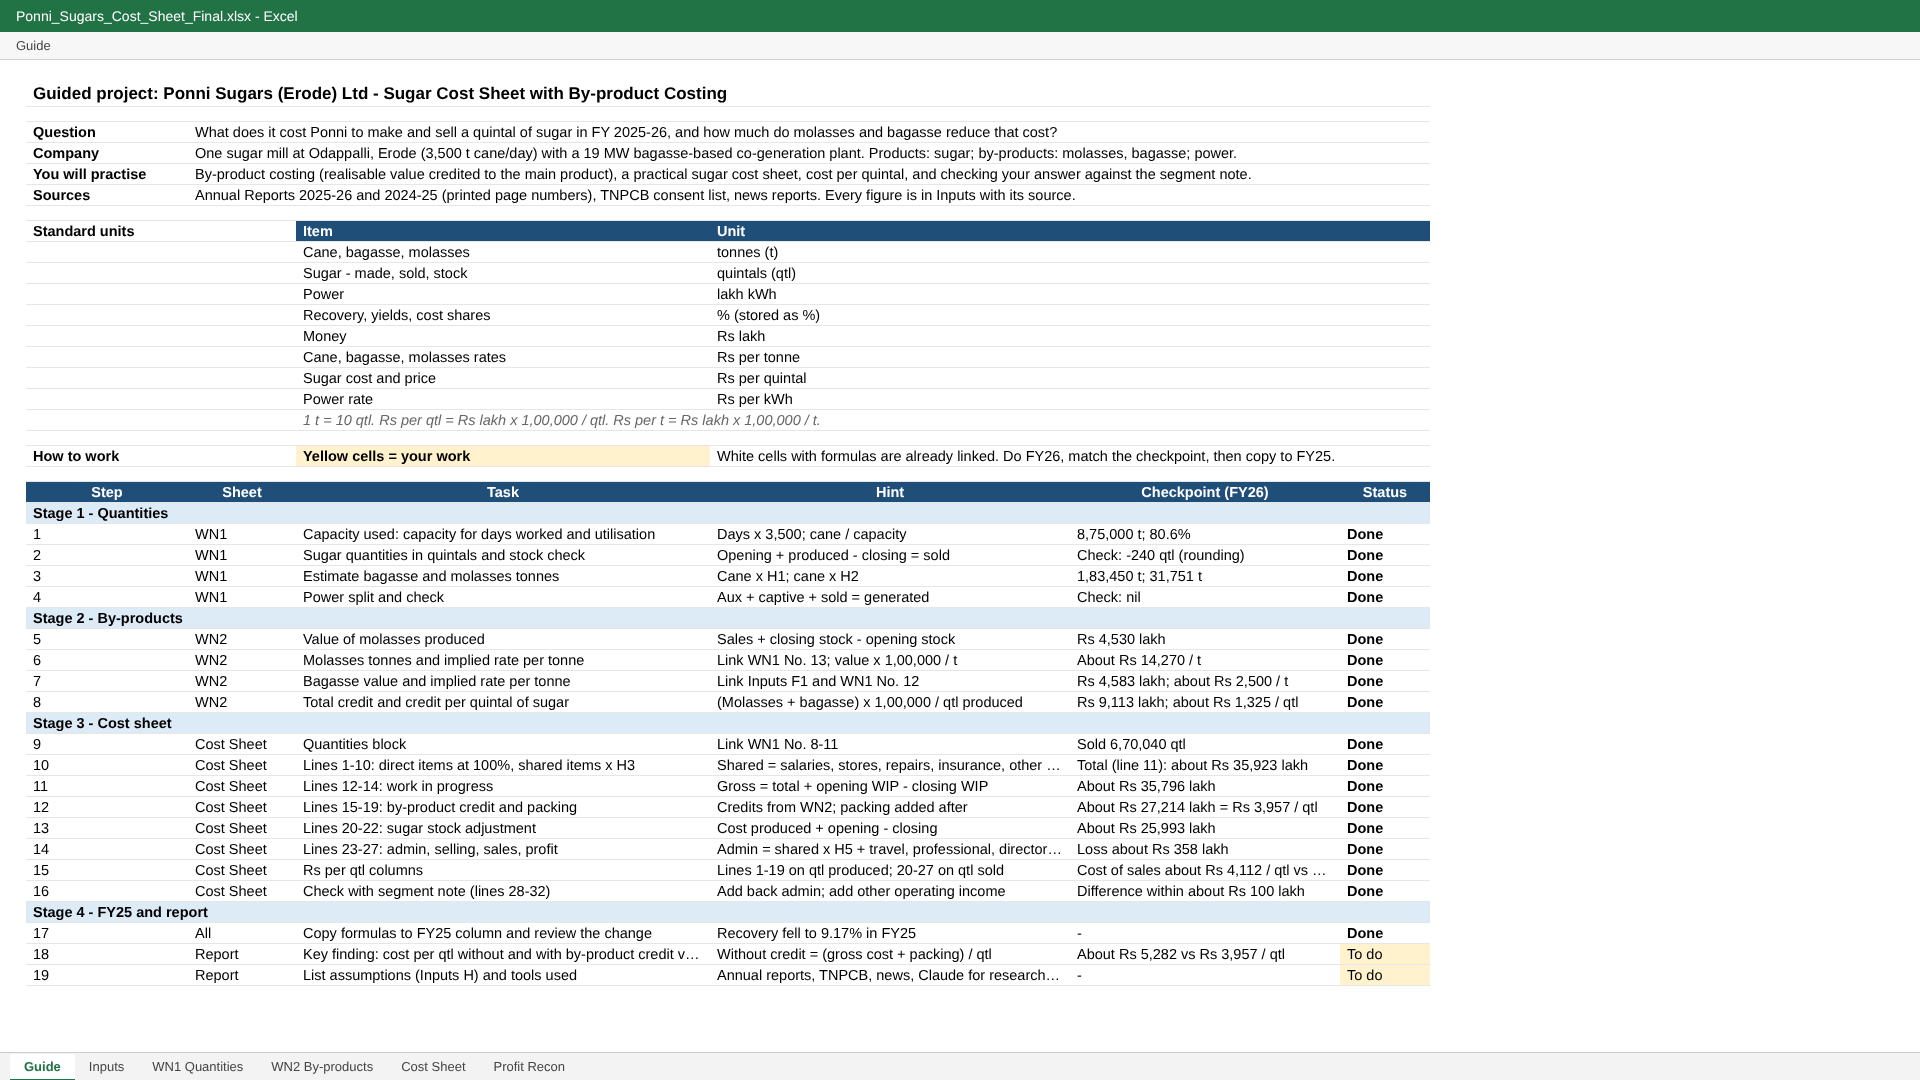 Ponni_Sugars_Cost_Sheet_Final.xlsx - Excel
Guide
Guided project: Ponni Sugars (Erode) Ltd - Sugar Cost Sheet with By-product Costing
Question What does it cost Ponni to make and sell a quintal of sugar in FY 2025-26, and how much do molasses and bagasse reduce that cost?
Company One sugar mill at Odappalli, Erode (3,500 t cane/day) with a 19 MW bagasse-based co-generation plant. Products: sugar; by-products: molasses, bagasse; power.
You will practise By-product costing (realisable value credited to the main product), a practical sugar cost sheet, cost per quintal, and checking your answer against the segment note.
Sources Annual Reports 2025-26 and 2024-25 (printed page numbers), TNPCB consent list, news reports. Every figure is in Inputs with its source.
Standard units Item Unit
Cane, bagasse, molasses tonnes (t)
Sugar - made, sold, stock quintals (qtl)
Power lakh kWh
Recovery, yields, cost shares % (stored as %)
Money Rs lakh
Cane, bagasse, molasses rates Rs per tonne
Sugar cost and price Rs per quintal
Power rate Rs per kWh
1 t = 10 qtl. Rs per qtl = Rs lakh x 1,00,000 / qtl. Rs per t = Rs lakh x 1,00,000 / t.
How to work Yellow cells = your work White cells with formulas are already linked. Do FY26, match the checkpoint, then copy to FY25.
Step Sheet Task Hint Checkpoint (FY26) Status
Stage 1 - Quantities
1 WN1 Capacity used: capacity for days worked and utilisation Days x 3,500; cane / capacity 8,75,000 t; 80.6% Done
2 WN1 Sugar quantities in quintals and stock check Opening + produced - closing = sold Check: -240 qtl (rounding) Done
3 WN1 Estimate bagasse and molasses tonnes Cane x H1; cane x H2 1,83,450 t; 31,751 t Done
4 WN1 Power split and check Aux + captive + sold = generated Check: nil Done
Stage 2 - By-products
5 WN2 Value of molasses produced Sales + closing stock - opening stock Rs 4,530 lakh Done
6 WN2 Molasses tonnes and implied rate per tonne Link WN1 No. 13; value x 1,00,000 / t About Rs 14,270 / t Done
7 WN2 Bagasse value and implied rate per tonne Link Inputs F1 and WN1 No. 12 Rs 4,583 lakh; about Rs 2,500 / t Done
8 WN2 Total credit and credit per quintal of sugar (Molasses + bagasse) x 1,00,000 / qtl produced Rs 9,113 lakh; about Rs 1,325 / qtl Done
Stage 3 - Cost sheet
9 Cost Sheet Quantities block Link WN1 No. 8-11 Sold 6,70,040 qtl Done
10 Cost Sheet Lines 1-10: direct items at 100%, shared items x H3 Shared = salaries, stores, repairs, insurance, other … Total (line 11): about Rs 35,923 lakh Done
11 Cost Sheet Lines 12-14: work in progress Gross = total + opening WIP - closing WIP About Rs 35,796 lakh Done
12 Cost Sheet Lines 15-19: by-product credit and packing Credits from WN2; packing added after About Rs 27,214 lakh = Rs 3,957 / qtl Done
13 Cost Sheet Lines 20-22: sugar stock adjustment Cost produced + opening - closing About Rs 25,993 lakh Done
14 Cost Sheet Lines 23-27: admin, selling, sales, profit Admin = shared x H5 + travel, professional, director… Loss about Rs 358 lakh Done
15 Cost Sheet Rs per qtl columns Lines 1-19 on qtl produced; 20-27 on qtl sold Cost of sales about Rs 4,112 / qtl vs … Done
16 Cost Sheet Check with segment note (lines 28-32) Add back admin; add other operating income Difference within about Rs 100 lakh Done
Stage 4 - FY25 and report
17 All Copy formulas to FY25 column and review the change Recovery fell to 9.17% in FY25 - Done
18 Report Key finding: cost per qtl without and with by-product credit v… Without credit = (gross cost + packing) / qtl About Rs 5,282 vs Rs 3,957 / qtl To do
19 Report List assumptions (Inputs H) and tools used Annual reports, TNPCB, news, Claude for research… - To do
Guide Inputs WN1 Quantities WN2 By-products Cost Sheet Profit Recon